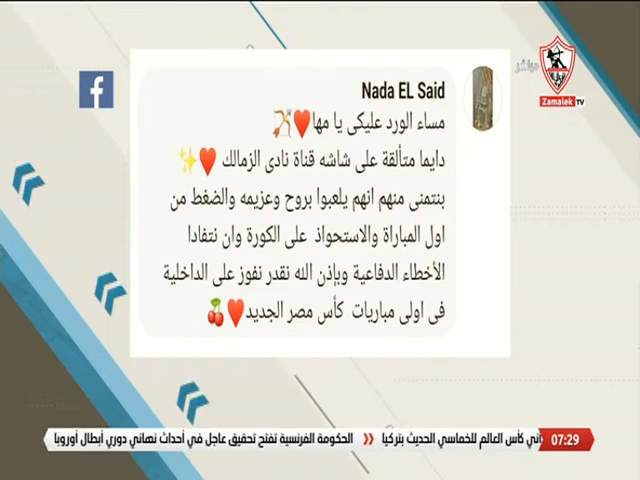 مباشر
Zamalek TV
Nada EL Said
مساء الورد عليكى يا مها❤️🏹
دايما متألقة على شاشه قناة نادى الزمالك ❤️✨
بنتمنى منهم انهم يلعبوا بروح وعزيمه والضغط من
اول المباراة والاستحواذ على الكورة وان نتفادا
الأخطاء الدفاعية وبإذن الله نقدر نفوز على الداخلية
فى اولى مباريات كأس مصر الجديد❤️🍒
07:29 كأس العالم للخماسي الحديث بتركيا » الحكومة الفرنسية تفتح تحقيق عاجل في أحداث نهائي دوري أبطال أوروبا